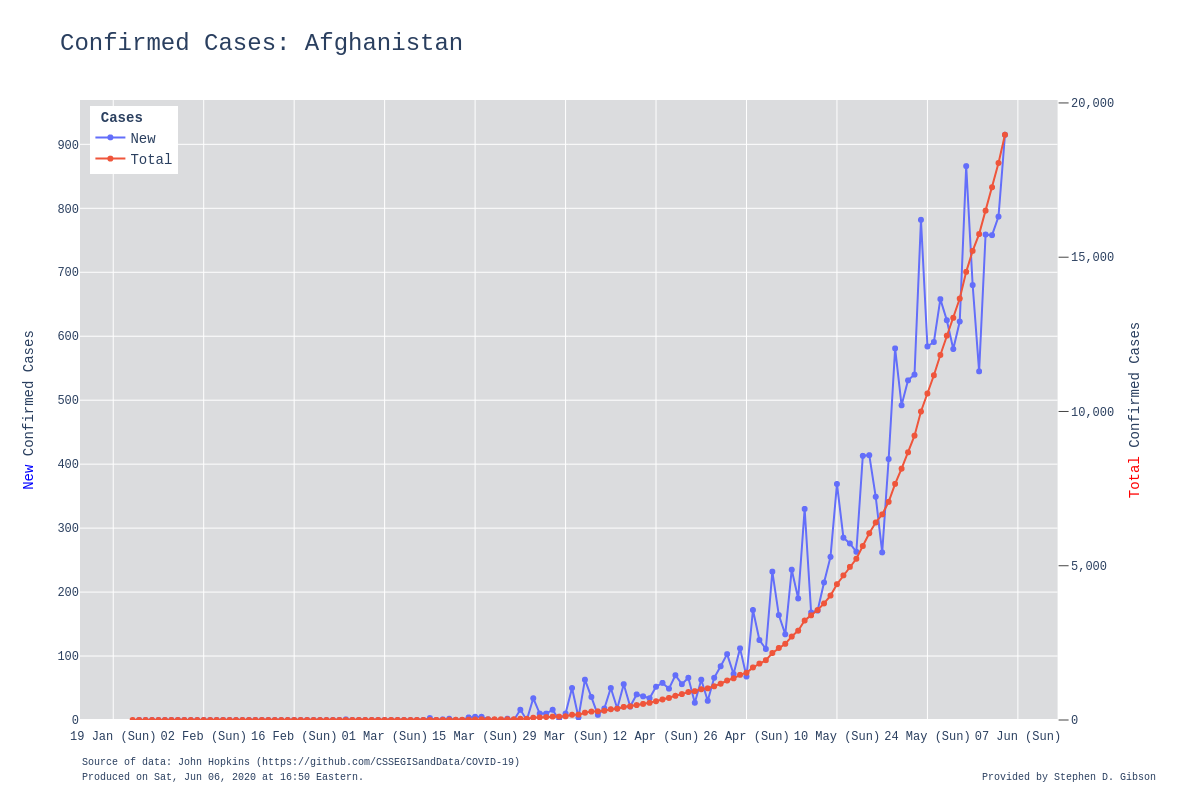 Confirmed Cases: Afghanistan
Cases
New
Total
900
800
700
600
500
400
300
200
100
0
New Confirmed Cases
20,000
15,000
10,000
5,000
0
Total Confirmed Cases
19 Jan (Sun) 02 Feb (Sun) 16 Feb (Sun) 01 Mar (Sun) 15 Mar (Sun) 29 Mar (Sun) 12 Apr (Sun) 26 Apr (Sun) 10 May (Sun) 24 May (Sun) 07 Jun (Sun)
Source of data: John Hopkins (https://github.com/CSSEGISandData/COVID-19)
Produced on Sat, Jun 06, 2020 at 16:50 Eastern.
Provided by Stephen D. Gibson